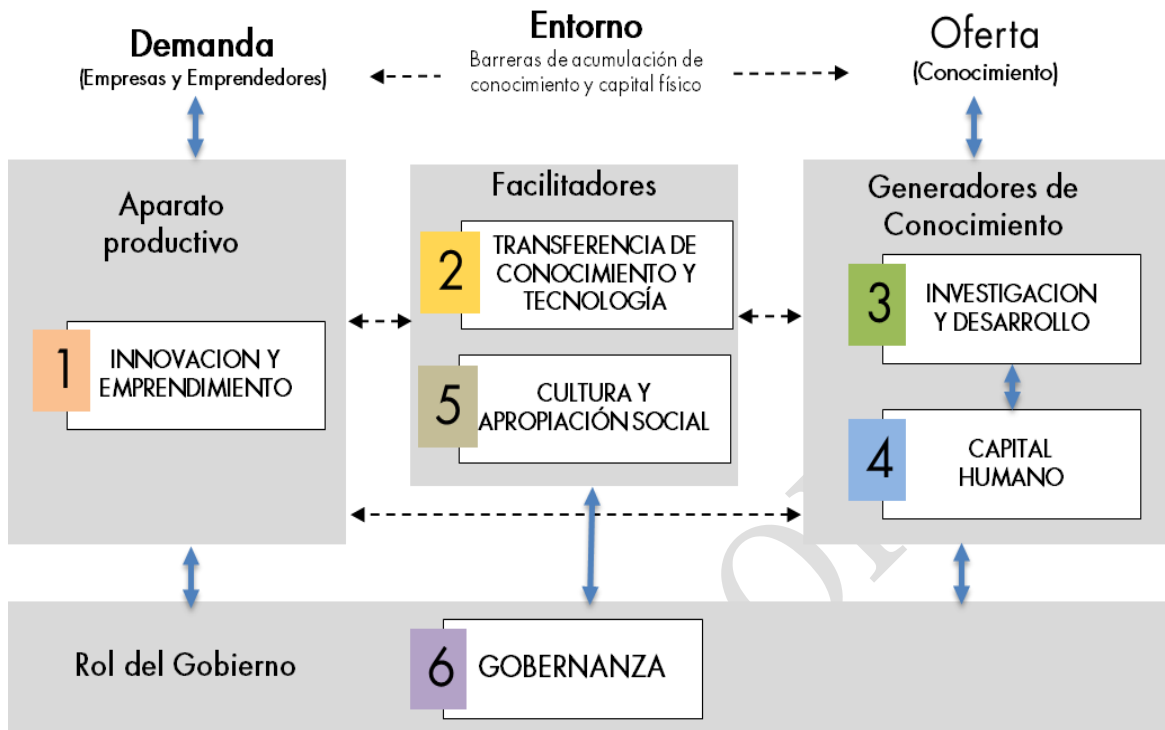 Demanda
(Empresas y Emprendedores)
Entorno
Barreras de acumulación de
conocimiento y capital físico
Oferta
(Conocimiento)
Aparato
productivo
1
INNOVACION Y
EMPRENDIMIENTO
Facilitadores
2
TRANSFERENCIA DE
CONOCIMIENTO Y
TECNOLOGÍA
5
CULTURA Y
APROPIACIÓN SOCIAL
Generadores de
Conocimiento
3
INVESTIGACION
Y DESARROLLO
4
CAPITAL
HUMANO
Rol del Gobierno
6
GOBERNANZA